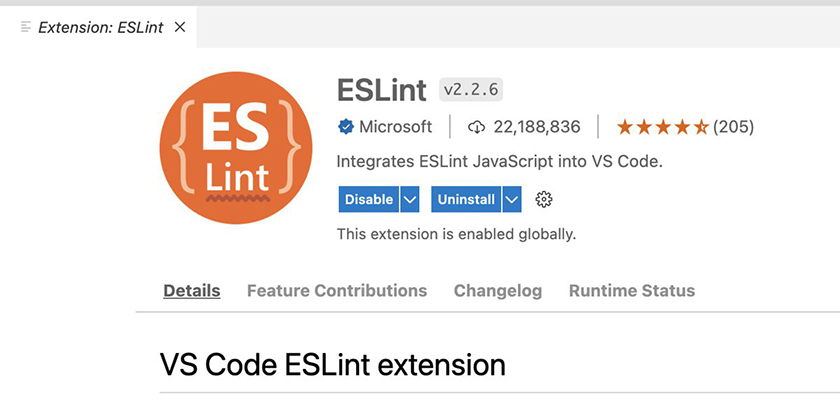 Extension: ESLint
{ES}
Lint
ESLint v2.2.6
Microsoft 22,188,836 (205)
Integrates ESLint JavaScript into VS Code.
Disable Uninstall
This extension is enabled globally.
Details Feature Contributions Changelog Runtime Status
VS Code ESLint extension